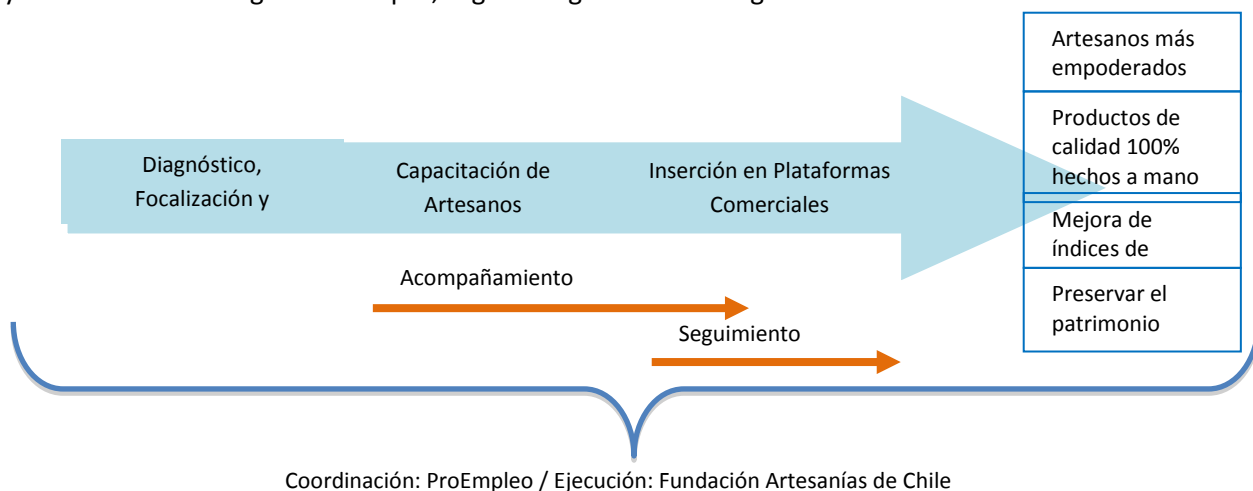 Diagnóstico,
Focalización y
Capacitación de
Artesanos
Inserción en Plataformas
Comerciales
Artesanos más
empoderados
Productos de
calidad 100%
hechos a mano
Mejora de
índices de
Preservar el
patrimonio
Acompañamiento
Seguimiento
Coordinación: ProEmpleo / Ejecución: Fundación Artesanías de Chile